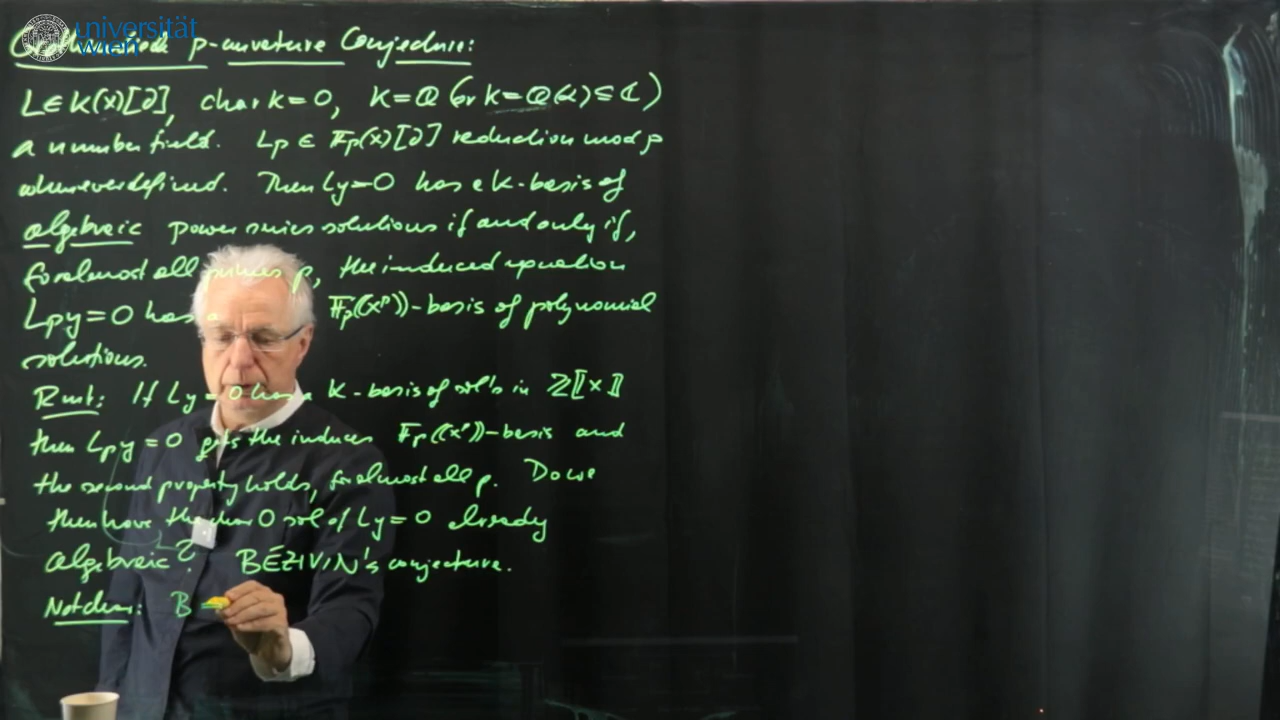 universität
wien
p-curvature Conjecture:
L ∈ K(x)[∂], char K = 0, K = ℚ (or K = ℚ(α) ⊆ ℂ)
a number field. Lp ∈ 𝔽p(x)[∂] reduction mod p
whenever defined. Then Ly=0 has a K-basis of
algebraic power series solutions if and only if,
for almost all primes p, the induced equation
Lpy = 0 has a 𝔽p((xᵖ))-basis of polynomial
solutions.
Rmk: If Ly = 0 has a K-basis of sol's in ℤ[[x]]
then Lpy = 0 gets the induces 𝔽p((xᵖ))-basis and
the second property holds, for almost all p. Do we
then have the char 0 sol of Ly = 0 already
algebraic? BÉZIVIN's conjecture.
B